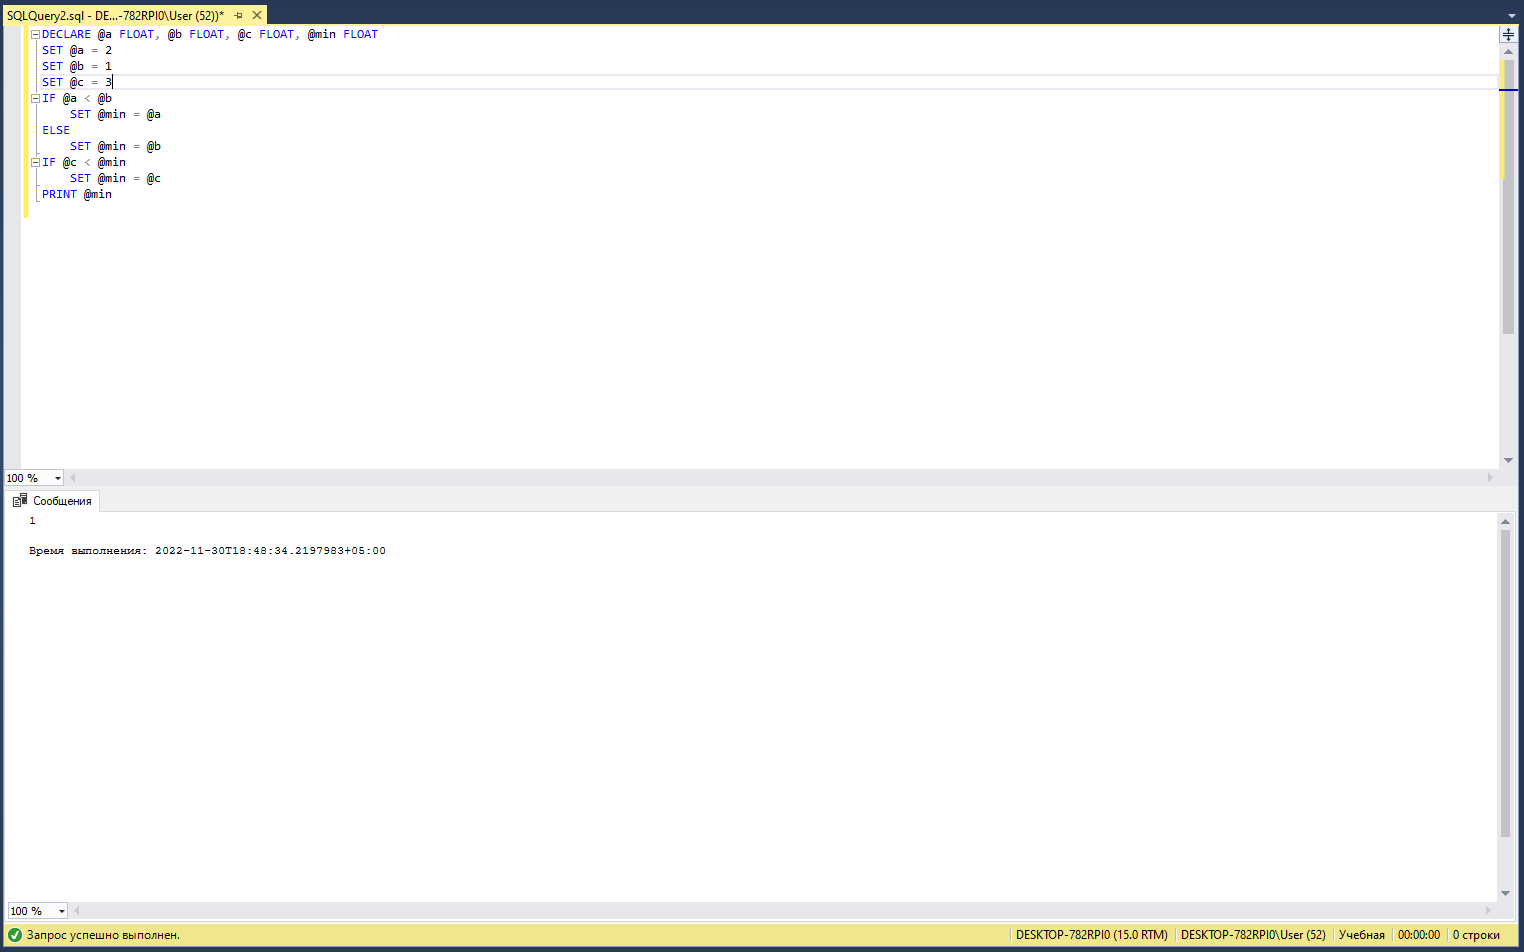 SQLQuery2.sql - DE...-782RPI0\User (52))*
DECLARE @a FLOAT, @b FLOAT, @c FLOAT, @min FLOAT
SET @a = 2
SET @b = 1
SET @c = 3
IF @a < @b
    SET @min = @a
ELSE
    SET @min = @b
IF @c < @min
    SET @min = @c
PRINT @min
100 %
Сообщения
1
Время выполнения: 2022-11-30T18:48:34.2197983+05:00
100 %
Запрос успешно выполнен. DESKTOP-782RPI0 (15.0 RTM) DESKTOP-782RPI0\User (52) Учебная 00:00:00 0 строки